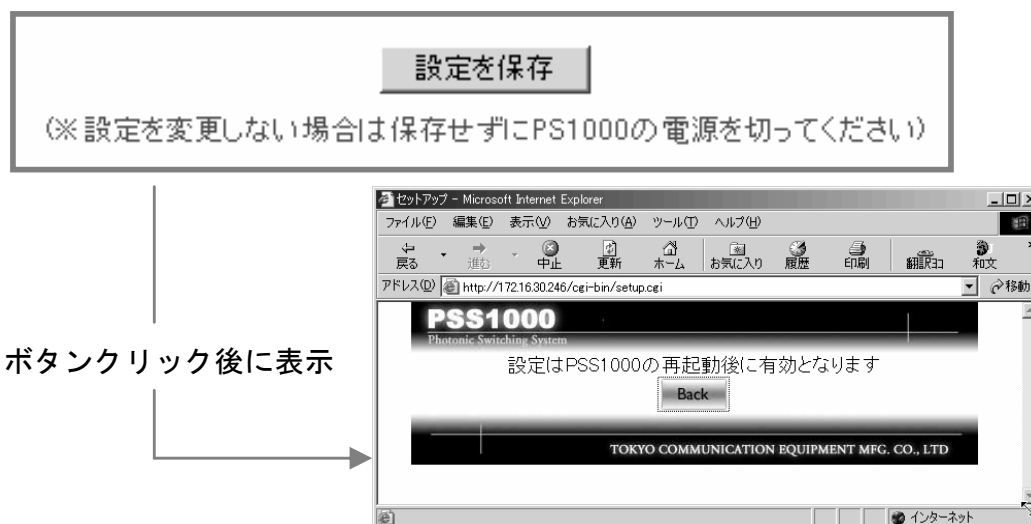 設定を保存
(※設定を変更しない場合は保存せずにPS1000の電源を切ってください)
セットアップ - Microsoft Internet Explorer
ファイル(F) 編集(E) 表示(V) お気に入り(A) ツール(T) ヘルプ(H)
戻る 進む 中止 更新 ホーム お気に入り 履歴 印刷 翻訳ヨコ 和文
アドレス(D) http://172.16.30.246/cgi-bin/setup.cgi 移動
PSS1000
Photonic Switching System
設定はPSS1000の再起動後に有効となります
Back
ボタンクリック後に表示
TOKYO COMMUNICATION EQUIPMENT MFG. CO., LTD
インターネット